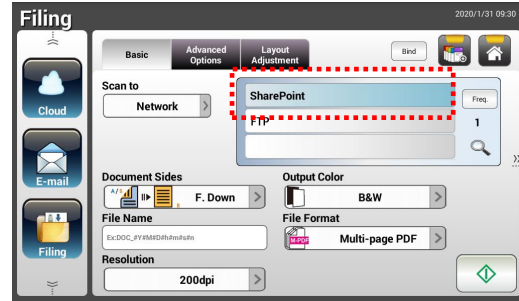 Filing
2020/1/31 09:30
Basic
Advanced Options
Layout Adjustment
Bind
Scan to
Network
SharePoint
FTP
Freq.
1
Cloud
E-mail
Filing
Document Sides
F. Down
Output Color
B&W
File Name
Ex:DOC_#Y#M#D#h#m#s#n
File Format
M-PDF
Multi-page PDF
Resolution
200dpi